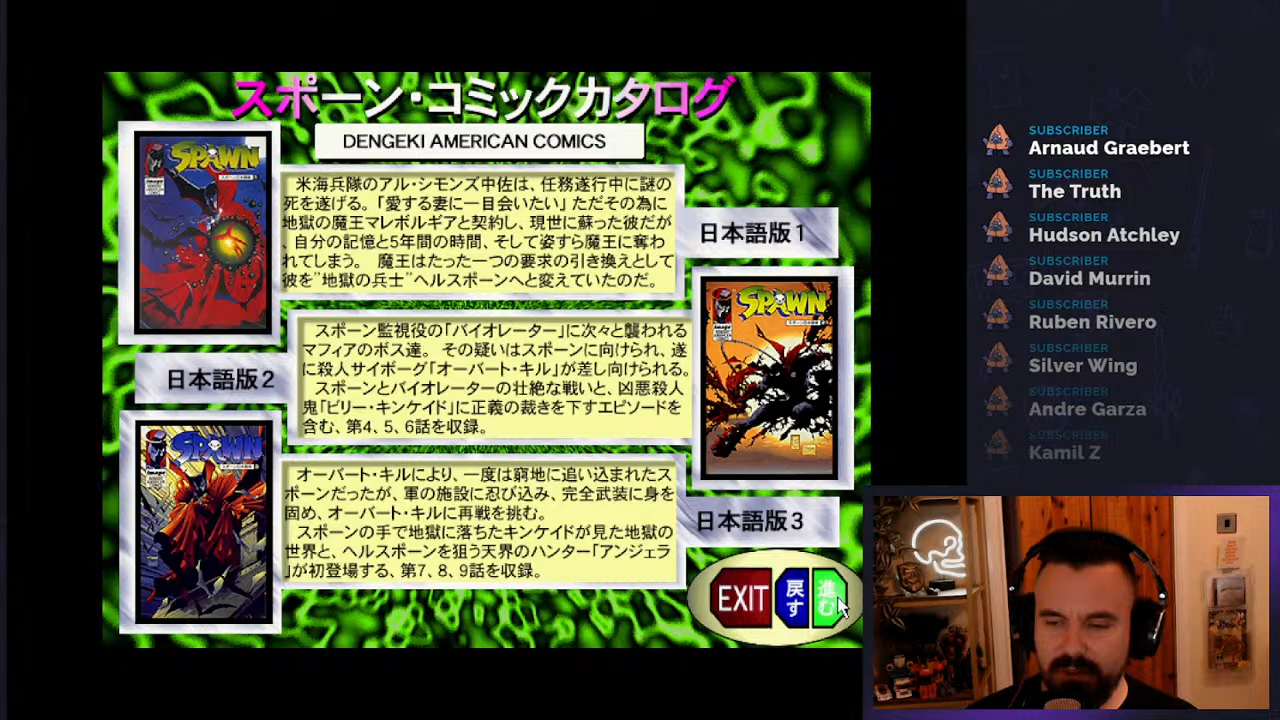 スポーン・コミックカタログ
DENGEKI AMERICAN COMICS
SPAWN
米海兵隊のアル・シモンズ中佐は、任務遂行中に謎の
死を遂げる。「愛する妻に一目会いたい」ただその為に
地獄の魔王マレボルギアと契約し、現世に蘇った彼だが
、自分の記憶と5年間の時間、そして姿すら魔王に奪わ
れてしまう。 魔王はたった一つの要求の引き換えとして
彼を”地獄の兵士”ヘルスポーンへと変えていたのだ。
日本語版1
SPAWN
スポーン監視役の「バイオレーター」に次々と襲われる
マフィアのボス達。 その疑いはスポーンに向けられ、遂
に殺人サイボーグ「オーバート・キル」が差し向けられる。
スポーンとバイオレーターの壮絶な戦いと、凶悪殺人
鬼「ビリー・キンケイド」に正義の裁きを下すエピソードを
含む、第4、5、6話を収録。
日本語版2
SPAWN
オーバート・キルにより、一度は窮地に追い込まれたス
ポーンだったが、軍の施設に忍び込み、完全武装に身を
固め、オーバート・キルに再戦を挑む。
スポーンの手で地獄に落ちたキンケイドが見た地獄の
世界と、ヘルスポーンを狙う天界のハンター「アンジェラ
」が初登場する、第7、8、9話を収録。
日本語版3
EXIT
戻す
進む
SUBSCRIBER
Arnaud Graebert
SUBSCRIBER
The Truth
SUBSCRIBER
Hudson Atchley
SUBSCRIBER
David Murrin
SUBSCRIBER
Ruben Rivero
SUBSCRIBER
Silver Wing
SUBSCRIBER
Andre Garza
SUBSCRIBER
Kamil Z